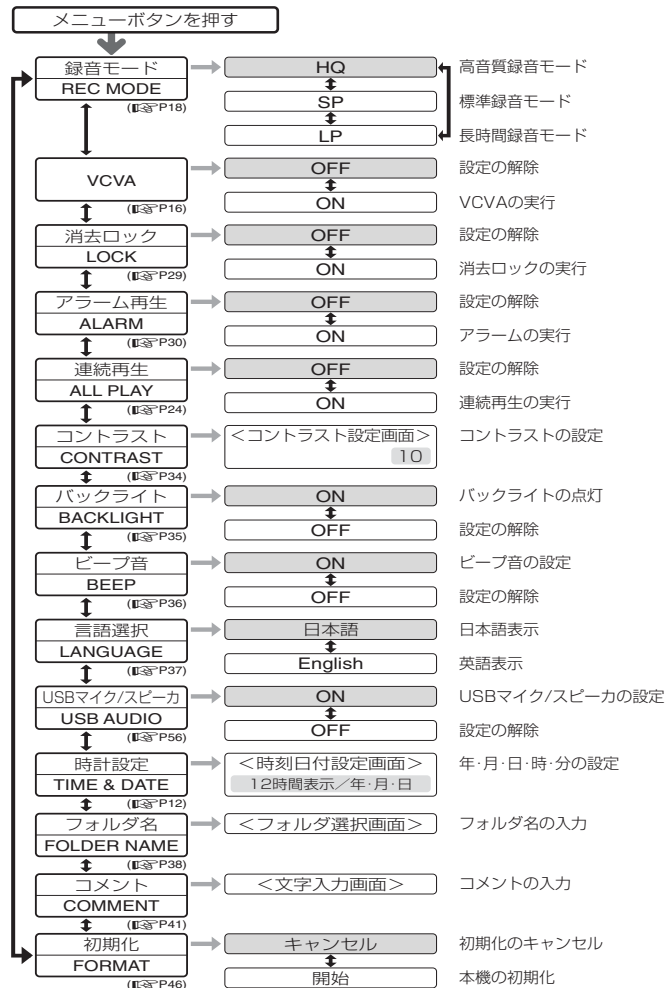 メニューボタンを押す
録音モード
REC MODE
(☞P18)
HQ
高音質録音モード
SP
標準録音モード
LP
長時間録音モード
VCVA
(☞P16)
OFF
設定の解除
ON
VCVAの実行
消去ロック
LOCK
(☞P29)
OFF
設定の解除
ON
消去ロックの実行
アラーム再生
ALARM
(☞P30)
OFF
設定の解除
ON
アラームの実行
連続再生
ALL PLAY
(☞P24)
OFF
設定の解除
ON
連続再生の実行
コントラスト
CONTRAST
(☞P34)
<コントラスト設定画面>
10
コントラストの設定
バックライト
BACKLIGHT
(☞P35)
ON
バックライトの点灯
OFF
設定の解除
ビープ音
BEEP
(☞P36)
ON
ビープ音の設定
OFF
設定の解除
言語選択
LANGUAGE
(☞P37)
日本語
日本語表示
English
英語表示
USBマイク/スピーカ
USB AUDIO
(☞P56)
ON
USBマイク/スピーカの設定
OFF
設定の解除
時計設定
TIME & DATE
(☞P12)
<時刻日付設定画面>
12時間表示/年·月·日
年·月·日·時·分の設定
フォルダ名
FOLDER NAME
(☞P38)
<フォルダ選択画面>
フォルダ名の入力
コメント
COMMENT
(☞P41)
<文字入力画面>
コメントの入力
初期化
FORMAT
(☞P46)
キャンセル
初期化のキャンセル
開始
本機の初期化